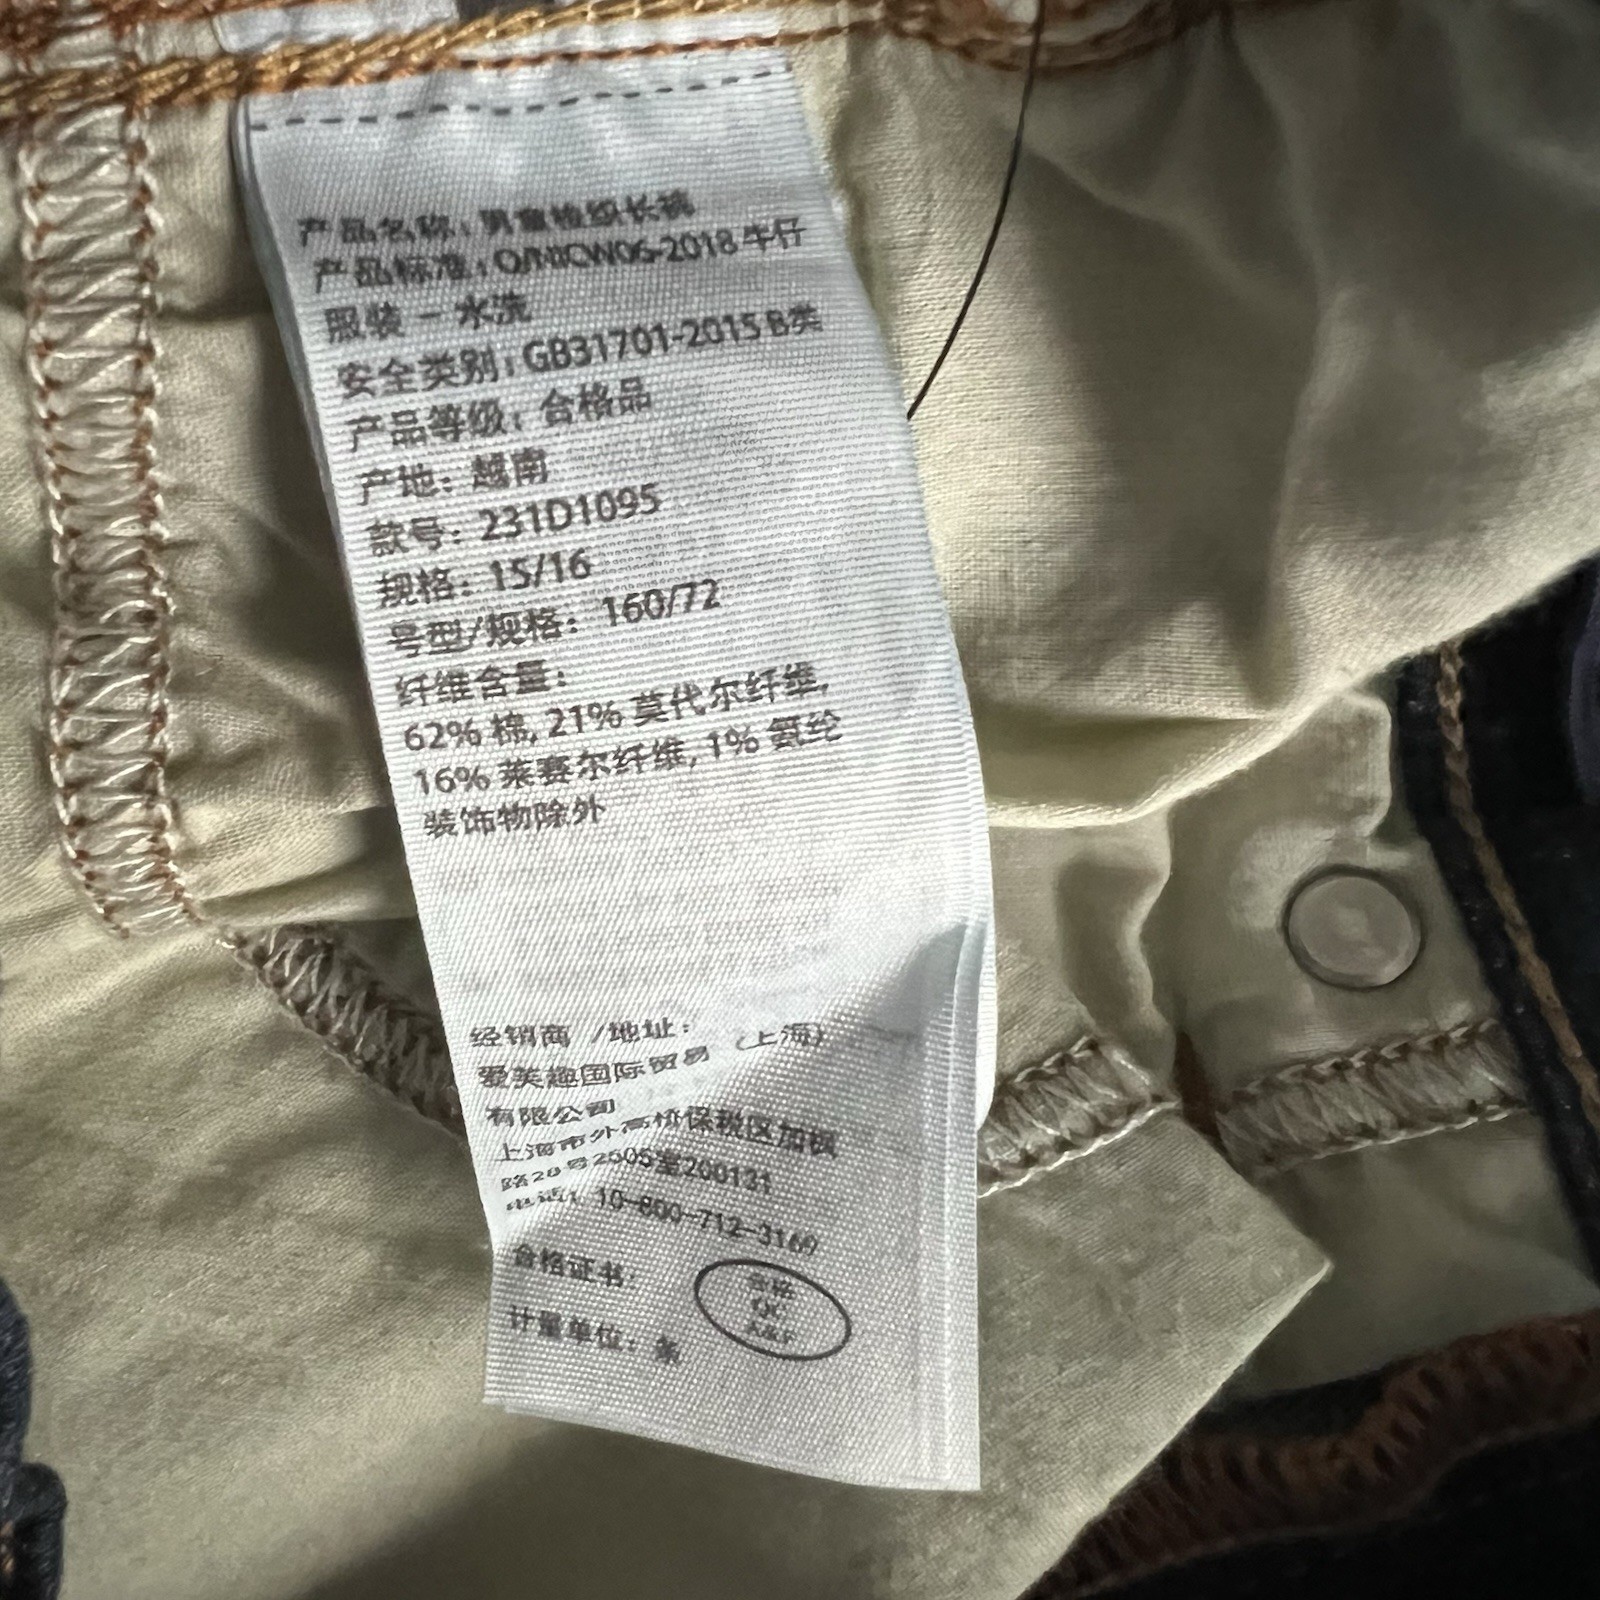 产品名称：男童梭织长裤
产品标准：Q/NIOW06-2018 牛仔
服装 - 水洗
安全类别：GB31701-2015 B类
产品等级：合格品
产地：越南
款号：231D1095
规格：15/16
号型/规格：160/72
纤维含量：
62% 棉, 21% 莫代尔纤维,
16% 莱赛尔纤维, 1% 氨纶
装饰物除外
经销商 /地址：
爱芙趣国际贸易 (上海)
有限公司
上海市外高桥保税区加枫
路28号2505室200131
电话：10-800-712-3169
合格证书：
合格
QC
A&F
计量单位：条